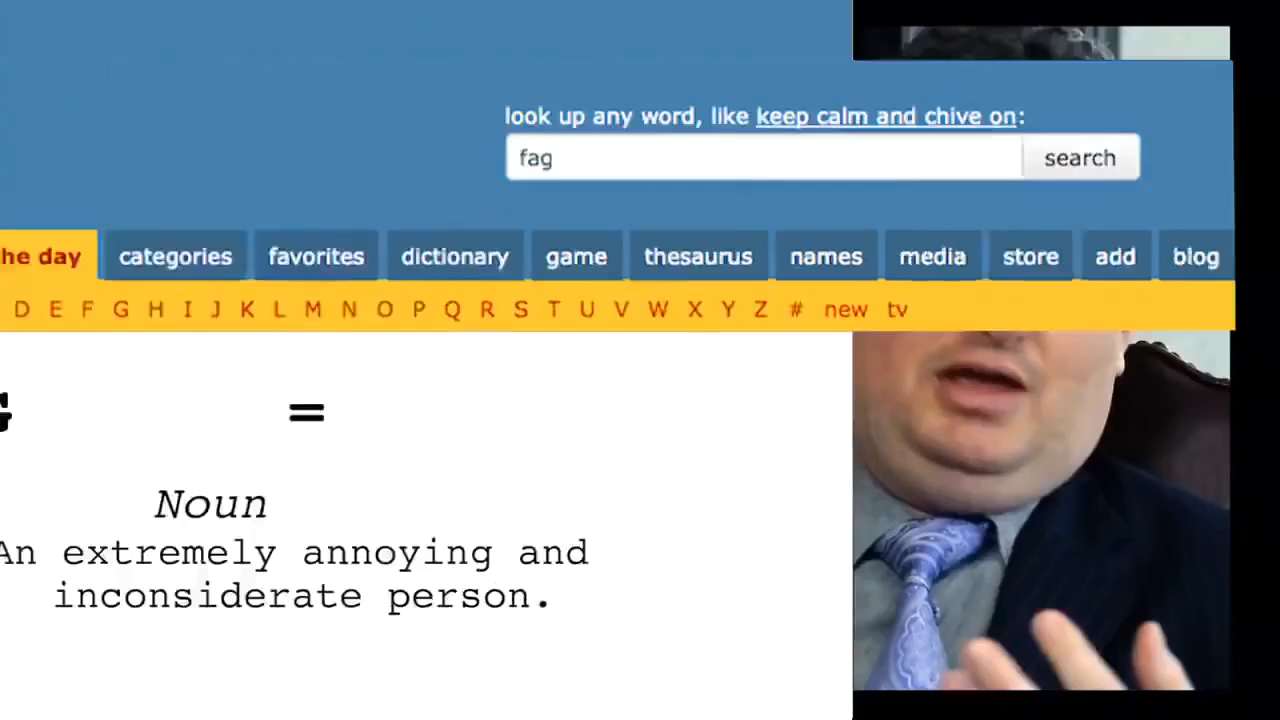 look up any word, like keep calm and chive on:
fag search
he day categories favorites dictionary game thesaurus names media store add blog
D E F G H I J K L M N O P Q R S T U V W X Y Z # new tv
G =
Noun
An extremely annoying and
inconsiderate person.